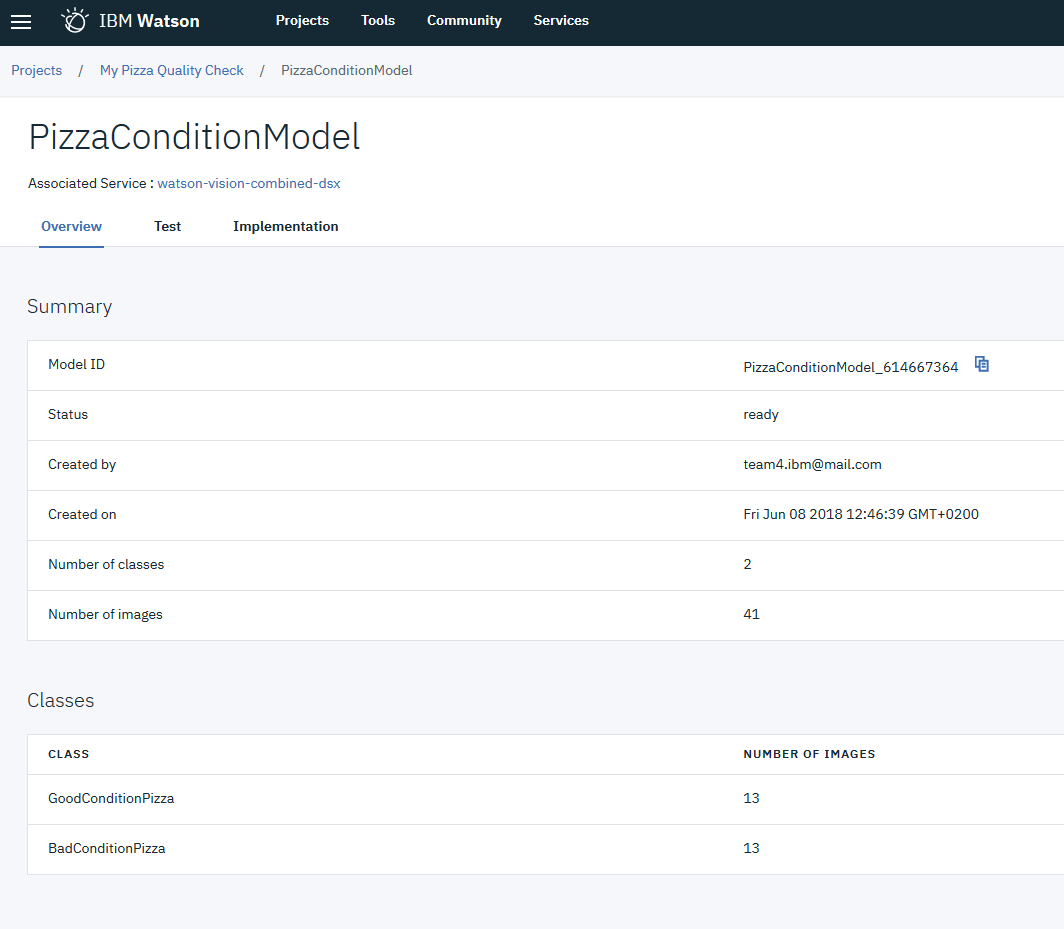 IBM Watson Projects Tools Community Services
Projects / My Pizza Quality Check / PizzaConditionModel
PizzaConditionModel
Associated Service : watson-vision-combined-dsx
Overview Test Implementation
Summary
Model ID PizzaConditionModel_614667364
Status ready
Created by team4.ibm@mail.com
Created on Fri Jun 08 2018 12:46:39 GMT+0200
Number of classes 2
Number of images 41
Classes
CLASS NUMBER OF IMAGES
GoodConditionPizza 13
BadConditionPizza 13